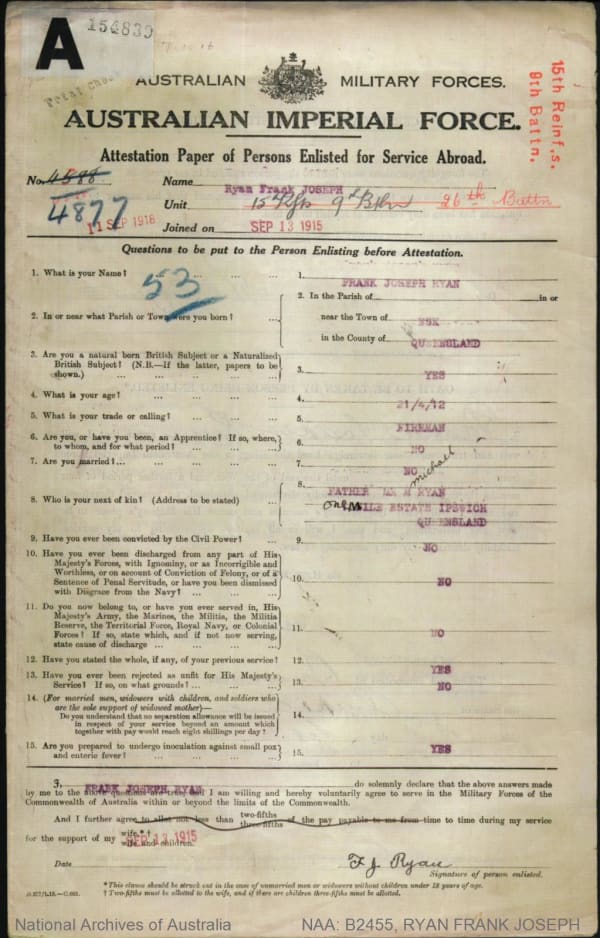 A
154839
Trial
AUSTRALIAN MILITARY FORCES.
AUSTRALIAN IMPERIAL FORCE.
15th Reinf,s.
9th Battn.
Attestation Paper of Persons Enlisted for Service Abroad.
No. 4588
4877
11 SEP 1916
Name Ryan Frank JOSEPH
Unit 15 Rfts 9th Bttn 26th Battn
Joined on SEP 13 1915
Questions to be put to the Person Enlisting before Attestation.
53
1. What is your Name? ... ... ... 1. FRANK JOSEPH RYAN
2. In or near what Parish or Town were you born? ... 2. In the Parish of in or
near the Town of ESK
in the County of QUEENGLAND
3. Are you a natural born British Subject or a Naturalized
British Subject? (N.B.—If the latter, papers to be
shown.) ... ... ... ... 3. YES
4. What is your age? ... ... ... 4. 21/4/12
5. What is your trade or calling? ... ... 5. FIREMAN
6. Are you, or have you been, an Apprentice? If so, where,
to whom, and for what period? ... ... 6. NO
7. Are you married?... ... ... ... 7. NO
8. Who is your next of kin? (Address to be stated) ... 8. FATHER MR M RYAN
michael
one MILE ESTATE IPSWICH
QU ENGLAND
9. Have you ever been convicted by the Civil Power? ... 9. NO
10. Have you ever been discharged from any part of His
Majesty's Forces, with Ignominy, or as Incorrigible and
Worthless, or on account of Conviction of Felony, or of a
Sentence of Penal Servitude, or have you been dismissed
with Disgrace from the Navy? ... ... 10. NO
11. Do you now belong to, or have you ever served in, His
Majesty's Army, the Marines, the Militia, the Militia
Reserve, the Territorial Force, Royal Navy, or Colonial
Forces? If so, state which, and if not now serving,
state cause of discharge ... ... ... 11. NO
12. Have you stated the whole, if any, of your previous service? 12. YES
13. Have you ever been rejected as unfit for His Majesty's
Service? If so, on what grounds? ... ... 13. NO
14. (For married men, widowers with children, and soldiers who
are the sole support of widowed mother)—
Do you understand that no separation allowance will be issued
in respect of your service beyond an amount which
together with pay would reach eight shillings per day? 14.
15. Are you prepared to undergo inoculation against small pox
and enteric fever? ... ... ... 15. YES
I, FRANK JOSEPH RYAN do solemnly declare that the above answers made
by me to the above questions are true, and I am willing and hereby voluntarily agree to serve in the Military Forces of the
Commonwealth of Australia within or beyond the limits of the Commonwealth.
And I further agree to allot not less than two-fifths three-fifths of the pay payable to me from time to time during my service
for the support of my wife.*†
wife and children.
SEP 13 1915
Date
F J Ryan
Signature of person enlisted.
* This clause should be struck out in the case of unmarried men or widowers without children under 18 years of age.
† Two-fifths must be allotted to the wife, and if there are children three-fifths must be allotted.
National Archives of Australia
NAA: B2455, RYAN FRANK JOSEPH